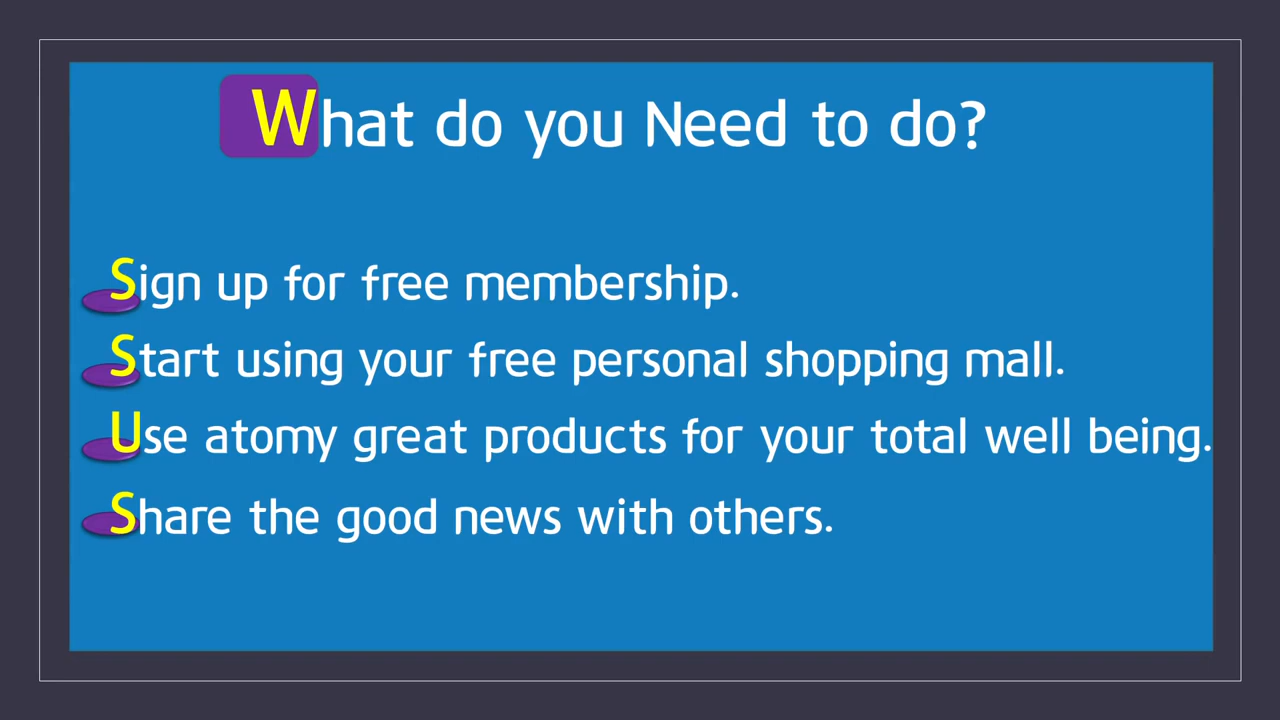 What do you Need to do?
Sign up for free membership.
Start using your free personal shopping mall.
Use atomy great products for your total well being.
Share the good news with others.